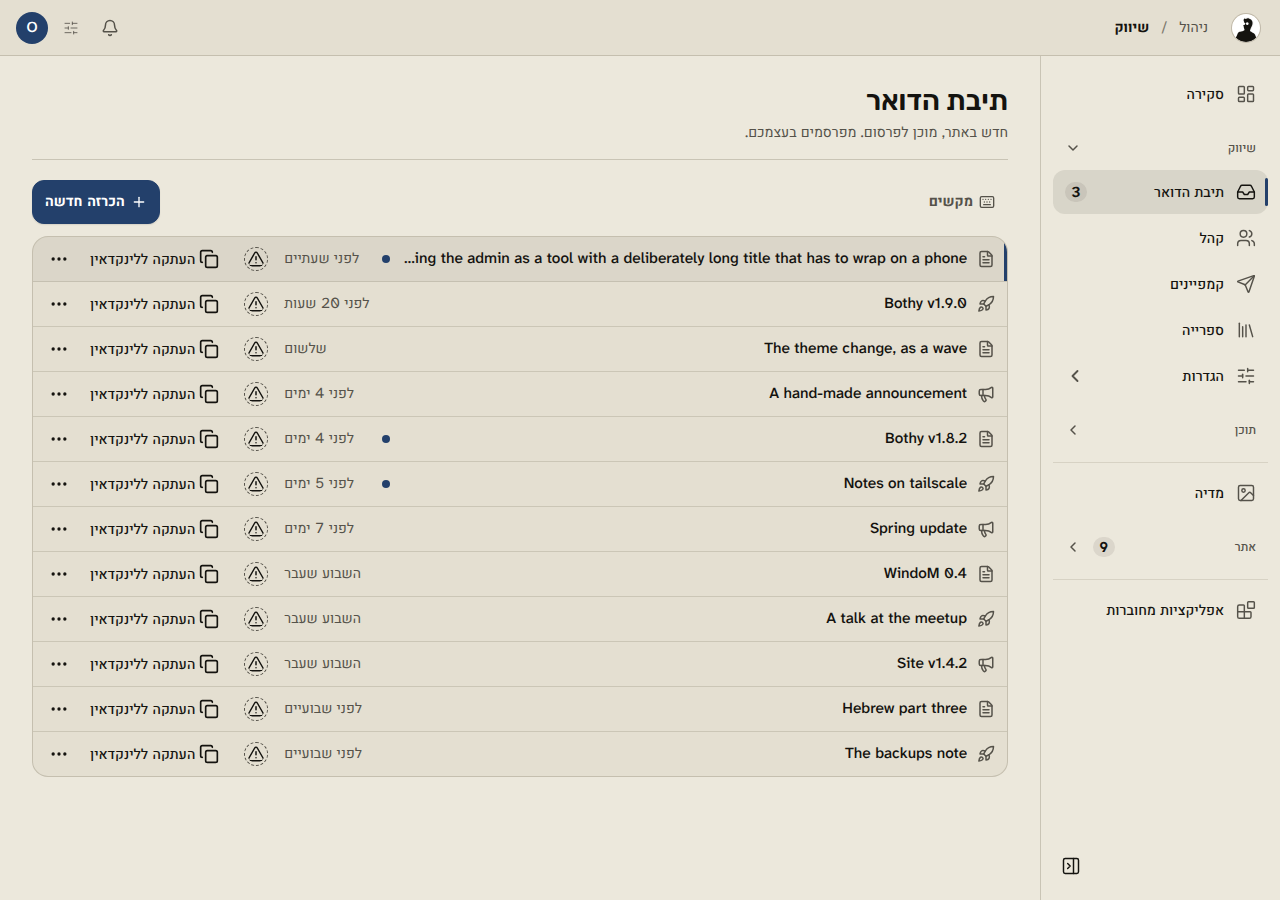 ניהול / שיווק
O
סקירה
שיווק
תיבת הדואר 3
קהל
קמפיינים
ספרייה
הגדרות
תוכן
מדיה
אתר 9
אפליקציות מחוברות
תיבת הדואר
חדש באתר, מוכן לפרסום. מפרסמים בעצמכם.
מקשים
הכרזה חדשה
...ing the admin as a tool with a deliberately long title that has to wrap on a phone לפני שעתיים העתקה ללינקדאין
Bothy v1.9.0 לפני 20 שעות העתקה ללינקדאין
The theme change, as a wave שלשום העתקה ללינקדאין
A hand-made announcement לפני 4 ימים העתקה ללינקדאין
Bothy v1.8.2 לפני 4 ימים העתקה ללינקדאין
Notes on tailscale לפני 5 ימים העתקה ללינקדאין
Spring update לפני 7 ימים העתקה ללינקדאין
WindoM 0.4 השבוע שעבר העתקה ללינקדאין
A talk at the meetup השבוע שעבר העתקה ללינקדאין
Site v1.4.2 השבוע שעבר העתקה ללינקדאין
Hebrew part three לפני שבועיים העתקה ללינקדאין
The backups note לפני שבועיים העתקה ללינקדאין